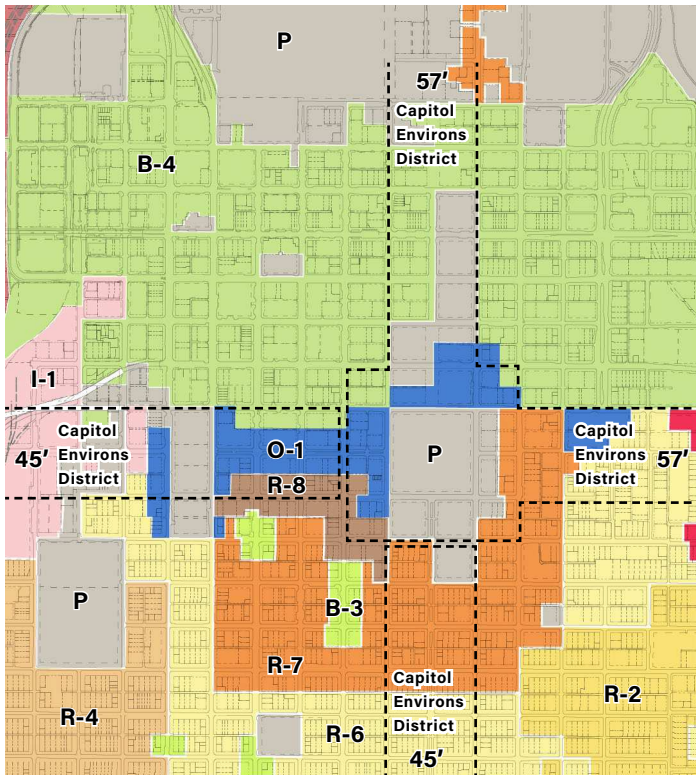 P
57′
Capitol
Environs
District
B-4
I-1
45′
Capitol
Environs
District
O-1
R-8
P
Capitol
Environs
District
57′
P
B-3
R-7
R-4
Capitol
Environs
District
45′
R-6
R-2